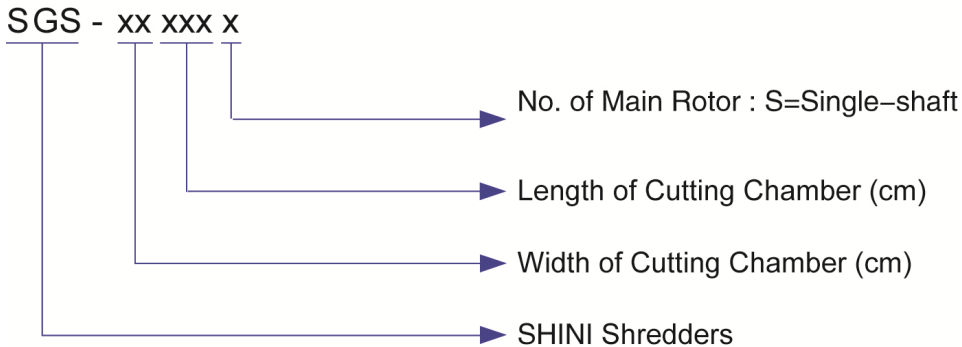 SGS - xx xxx x
No. of Main Rotor : S=Single−shaft
Length of Cutting Chamber (cm)
Width of Cutting Chamber (cm)
SHINI Shredders